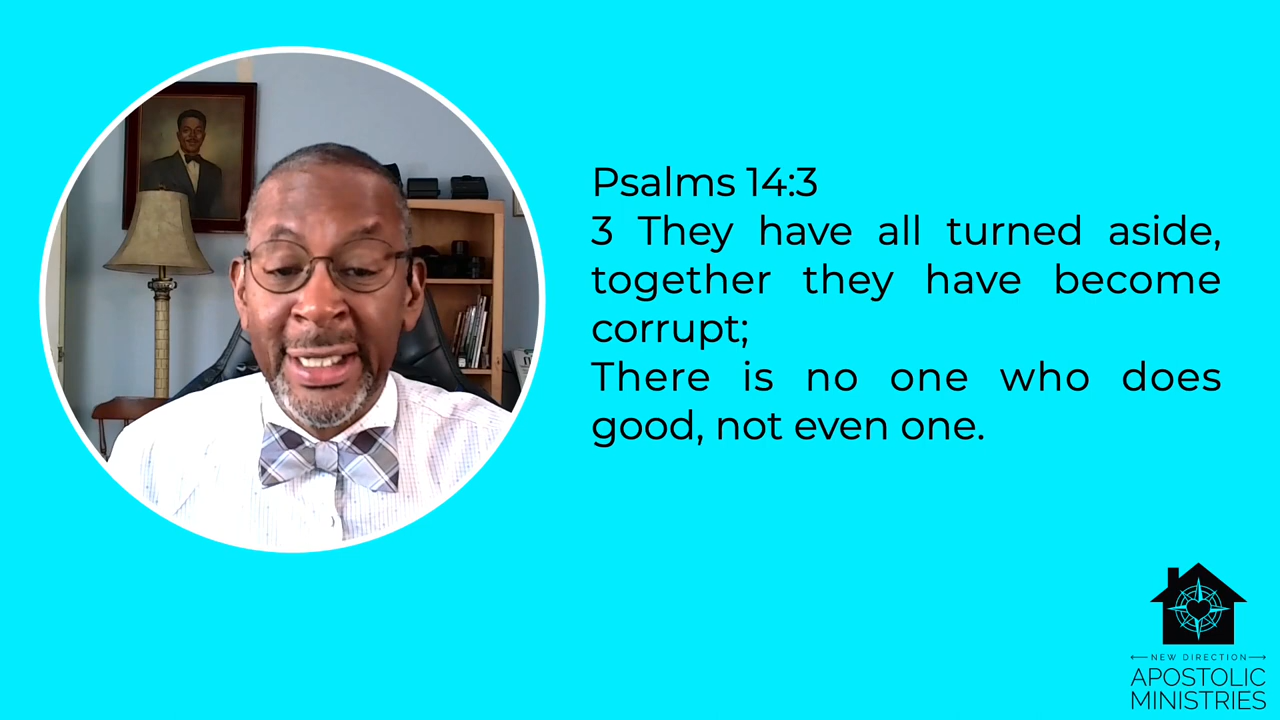 Psalms 14:3
3 They have all turned aside,
together they have become
corrupt;
There is no one who does
good, not even one.
NEW DIRECTION
APOSTOLIC
MINISTRIES